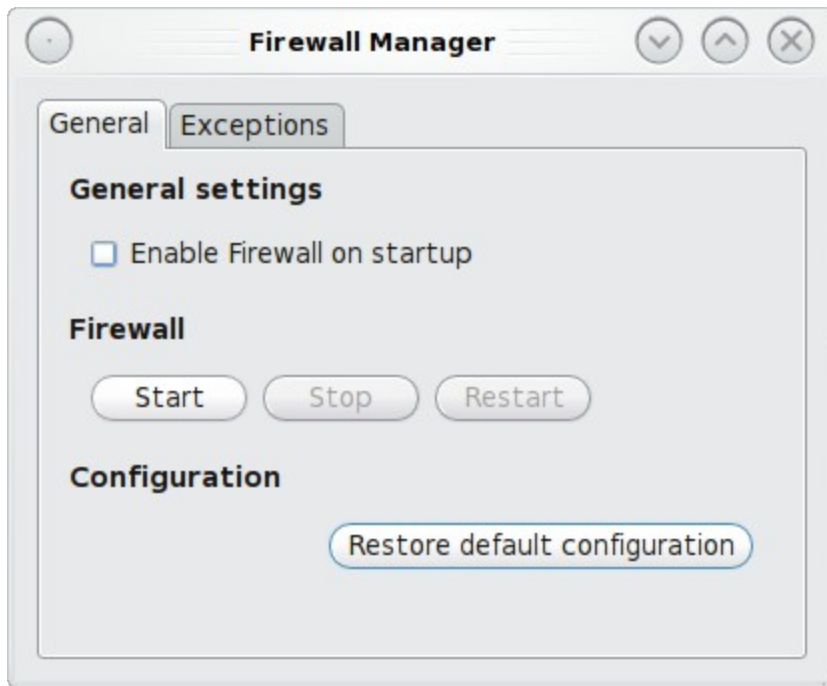 Firewall Manager
General Exceptions
General settings
Enable Firewall on startup
Firewall
Start Stop Restart
Configuration
Restore default configuration